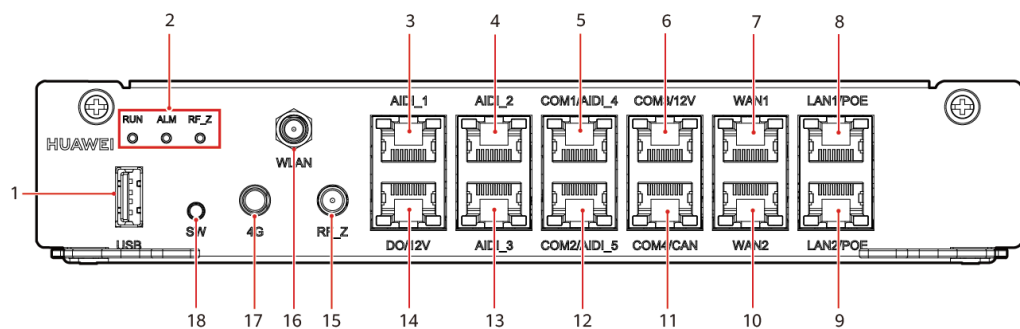 2 3 4 5 6 7 8
AIDI_1 AIDI_2 COM1/AIDI_4 COM3/12V WAN1 LAN1/POE
RUN ALM RF_Z
HUAWEI
WLAN
1
SW 4G RF_Z
USB
DO/12V AIDI_3 COM2/AIDI_5 COM4/CAN WAN2 LAN2/POE
18 17 16 15 14 13 12 11 10 9